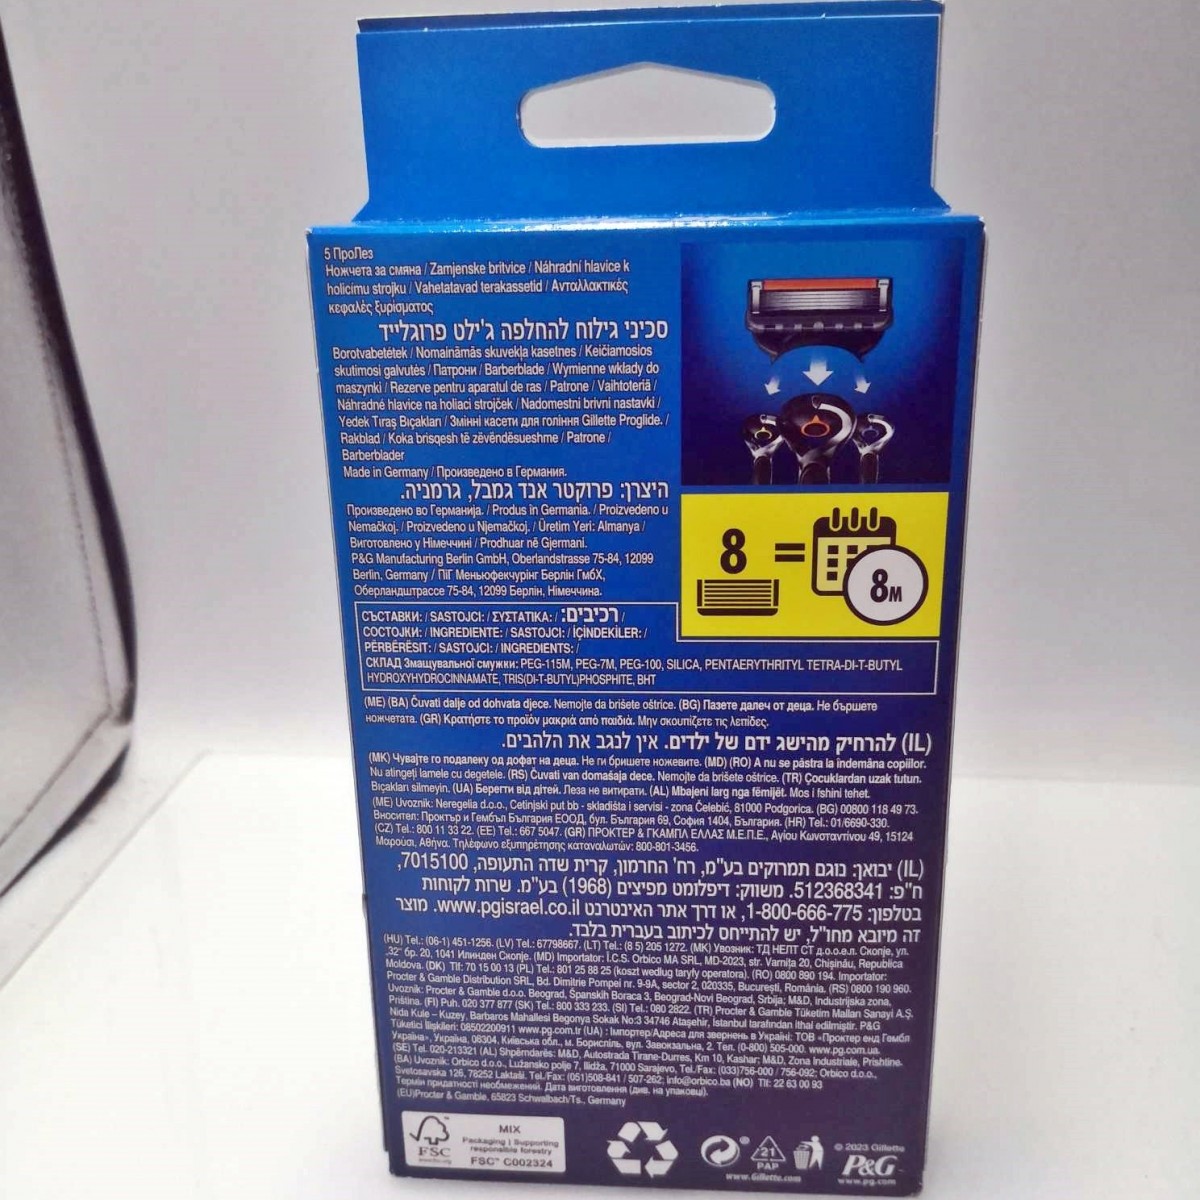 5 ПроЛез
Ножчета за смяна / Zamjenske britvice / Náhradní hlavice k
holicímu strojku / Vahetatavad terakassetid / Ανταλλακτικές
κεφαλές ξυρίσματος
סכיני גילוח להחלפה ג'ילט פרוגלייד
Borotvabetétek / Nomaināmās skuvekļa kasetnes / Keičiamosios
skutimosi galvutės / Патрони / Barberblade / Wymienne wkłady do
maszynki / Rezerve pentru aparatul de ras / Patrone / Vaihtoteriä /
Náhradné hlavice na holiaci strojček / Nadomestni brivni nastavki /
Yedek Tıraş Bıçakları / Змінні касети для гоління Gillette Proglide. /
Rakblad / Koka brisqesh të zëvëndësueshme / Patrone /
Barberblader
Made in Germany / Произведено в Германия.
היצרן: פרוקטר אנד גמבל, גרמניה.
Произведено во Германија. / Produs in Germania. / Proizvedeno u
Nemačkoj. / Proizvedeno u Njemačkoj. / Üretim Yeri: Almanya /
Виготовлено у Німеччині / Prodhuar në Gjermani.
P&G Manufacturing Berlin GmbH, Oberlandstrasse 75-84, 12099
Berlin, Germany / ПІГ Меньюфекчурінг Берлін ГмбХ,
Оберландштрассе 75-84, 12099 Берлін, Німеччина.
8 = 8M
СЪСТАВКИ: / SASTOJCI: / ΣΥΣΤΑΤΙΚΑ: / רכיבים: /
СОСТОЈКИ: / INGREDIENTE: / SASTOJCI: / İÇİNDEKİLER: /
PËRBËRËSIT: / SASTOJCI: / INGREDIENTS: /
СКЛАД Змащувальної смужки: PEG-115M, PEG-7M, PEG-100, SILICA, PENTAERYTHRITYL TETRA-DI-T-BUTYL
HYDROXYHYDROCINNAMATE, TRIS(DI-T-BUTYL)PHOSPHITE, BHT
(ME) (BA) Čuvati dalje od dohvata djece. Nemojte da brišete oštrice. (BG) Пазете далеч от деца. Не бършете
ножчетата. (GR) Κρατήστε το προϊόν μακριά από παιδιά. Μην σκουπίζετε τις λεπίδες.
(IL) להרחיק מהישג ידם של ילדים. אין לנגב את הלהבים.
(MK) Чувајте го подалеку од дофат на деца. Не ги бришете ножевите. (MD) (RO) A nu se păstra la îndemâna copiilor.
Nu atingeți lamele cu degetele. (RS) Čuvati van domašaja dece. Nemojte da brišete oštrice. (TR) Çocuklardan uzak tutun.
Bıçakları silmeyin. (UA) Берегти від дітей. Леза не витирати. (AL) Mbajeni larg nga fëmijët. Mos i fshini tehet.
(ME) Uvoznik: Neregelia d.o.o., Cetinjski put bb - skladišta i servisi - zona Čelebić, 81000 Podgorica. (BG) 00800 118 49 73.
Вносител: Проктър и Гембъл България ЕООД, бул. България 69, София 1404, България. (HR) Tel.: 01/6690-330.
(CZ) Tel.: 800 11 33 22. (EE) Tel.: 667 5047. (GR) ΠΡΟΚΤΕΡ & ΓΚΑΜΠΛ ΕΛΛΑΣ Μ.Ε.Π.Ε., Αγίου Κωνσταντίνου 49, 15124
Μαρούσι, Αθήνα. Τηλέφωνο εξυπηρέτησης καταναλωτών: 800-801-3456.
(IL) יבואן: נוגם תמרוקים בע"מ, רח' החרמון, קרית שדה התעופה, 7015100,
ח"פ: 512368341. משווק: דיפלומט מפיצים (1968) בע"מ. שרות לקוחות
בטלפון: 1-800-666-775, או דרך אתר האינטרנט www.pgisrael.co.il. מוצר
זה מיובא מחו"ל, יש להתייחס לכיתוב בעברית בלבד.
(HU) Tel.: (06-1) 451-1256. (LV) Tel.: 67798667. (LT) Tel.: (8 5) 205 1272. (MK) Увозник: ТД НЕЛТ СТ д.о.о.е.л. Скопје, ул.
„32" бр. 20, 1041 Илинден Скопје. (MD) Importator: Î.C.S. Orbico MA SRL, MD-2023, str. Varnița 20, Chișinău, Republica
Moldova. (DK) Tlf: 70 15 00 13 (PL) Tel.: 801 25 88 25 (koszt według taryfy operatora). (RO) 0800 890 194. Importator:
Procter & Gamble Distribution SRL, Bd. Dimitrie Pompei nr. 9-9A, sector 2, 020335, București, România. (RS) 0800 190 960.
Uvoznik: Procter & Gamble d.o.o. Beograd, Španskih Boraca 3, Beograd-Novi Beograd, Srbija; M&D, Industrijska zona,
Priština. (FI) Puh. 020 377 877 (SK) Tel.: 800 333 233. (SI) Tel.: 080 2822. (TR) Procter & Gamble Tüketim Malları Sanayi A.Ş.
Nida Kule – Kuzey, Barbaros Mahallesi Begonya Sokak No:3 34746 Ataşehir, İstanbul tarafından ithal edilmiştir. P&G
Tüketici İlişkileri: 08502200911 www.pg.com.tr (UA) : Імпортер/Адреса для звернень в Україні: ТОВ «Проктер енд Гембл
Україна», Україна, 08304, Київська обл., м. Бориспіль, вул. Завокзальна, 2. Тел. (0-800) 505-000. www.pg.com.ua.
(SE) Tel. 020-213321 (AL) Shpërndarës: M&D, Autostrada Tirane-Durres, Km 10, Kashar; M&D, Zona Industriale, Prishtine.
(BA) Uvoznik: Orbico d.o.o., Lužansko polje 7, Ilidža, 71000 Sarajevo, Tel./Fax: (033)756-000 / 756-092; Orbico d.o.o.,
Svetosavska 126, 78252 Laktaši. Tel./Fax: (051)508-841 / 507-262; info@orbico.ba (NO) Tlf: 22 63 00 93
Термін придатності необмежений. Дата виготовлення (див. на упаковці).
(EU)Procter & Gamble, 65823 Schwalbach/Ts., Germany
FSC
www.fsc.org
MIX
Packaging | Supporting
responsible forestry
FSC™ C002324
21
PAP
www.Gillette.com
© 2023 Gillette
P&G
www.pg.com